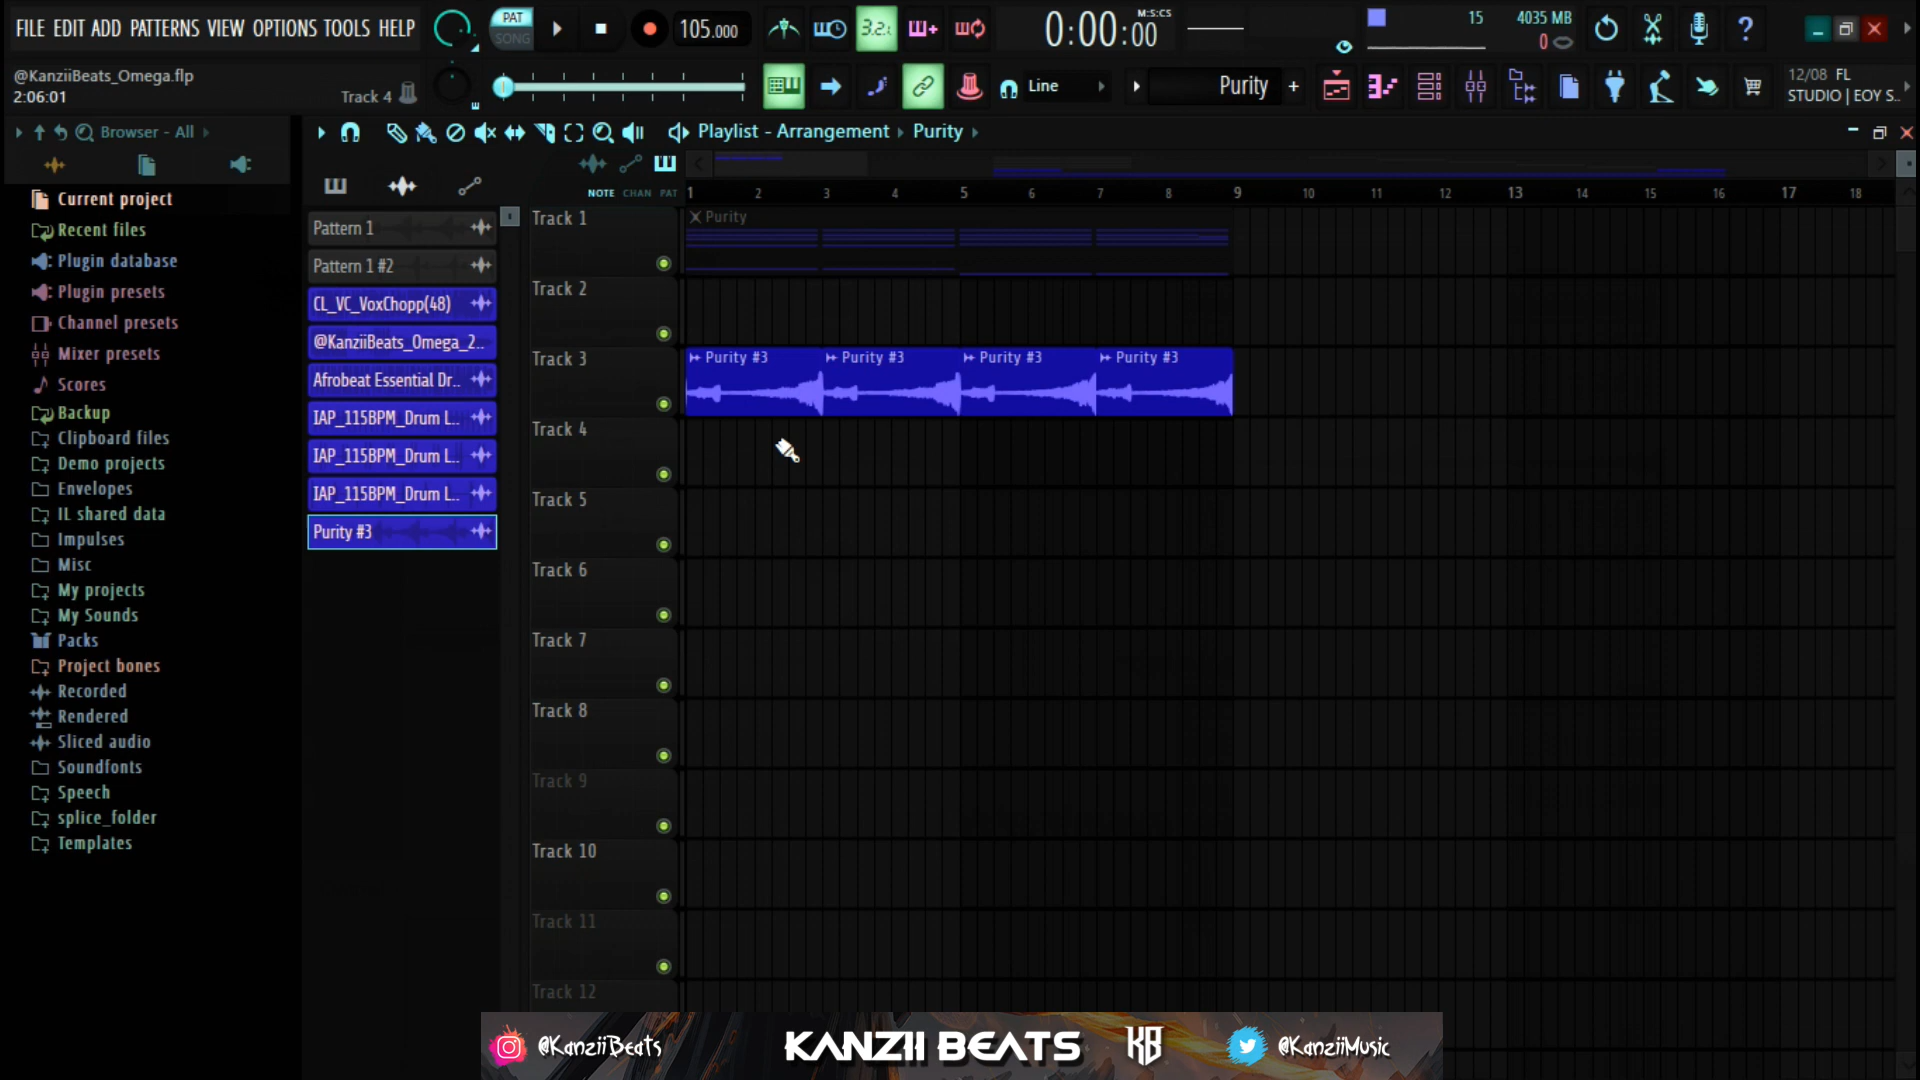 FILE EDIT ADD PATTERNS VIEW OPTIONS TOOLS HELP
PAT
SONG
105.000
3.2.
0:00:00
M:S:CS
15
4035 MB
0
@KanziiBeats_Omega.flp
2:06:01
Track 4
Line
Purity
12/08 FL
STUDIO | EOY S..
Browser - All
Playlist - Arrangement
Purity
NOTE CHAN PAT
1 2 3 4 5 6 7 8 9 10 11 12 13 14 15 16 17 18
Current project
Recent files
Plugin database
Plugin presets
Channel presets
Mixer presets
Scores
Backup
Clipboard files
Demo projects
Envelopes
IL shared data
Impulses
Misc
My projects
My Sounds
Packs
Project bones
Recorded
Rendered
Sliced audio
Soundfonts
Speech
splice_folder
Templates
Pattern 1
Pattern 1 #2
CL_VC_VoxChopp(48)
@KanziiBeats_Omega_2..
Afrobeat Essential Dr..
IAP_115BPM_Drum L..
IAP_115BPM_Drum L..
IAP_115BPM_Drum L..
Purity #3
Track 1
Purity
Track 2
Track 3
Purity #3 Purity #3 Purity #3 Purity #3
Track 4
Track 5
Track 6
Track 7
Track 8
Track 9
Track 10
Track 11
Track 12
@KanziiBeats
KANZII BEATS
KB
@KanziiMusic